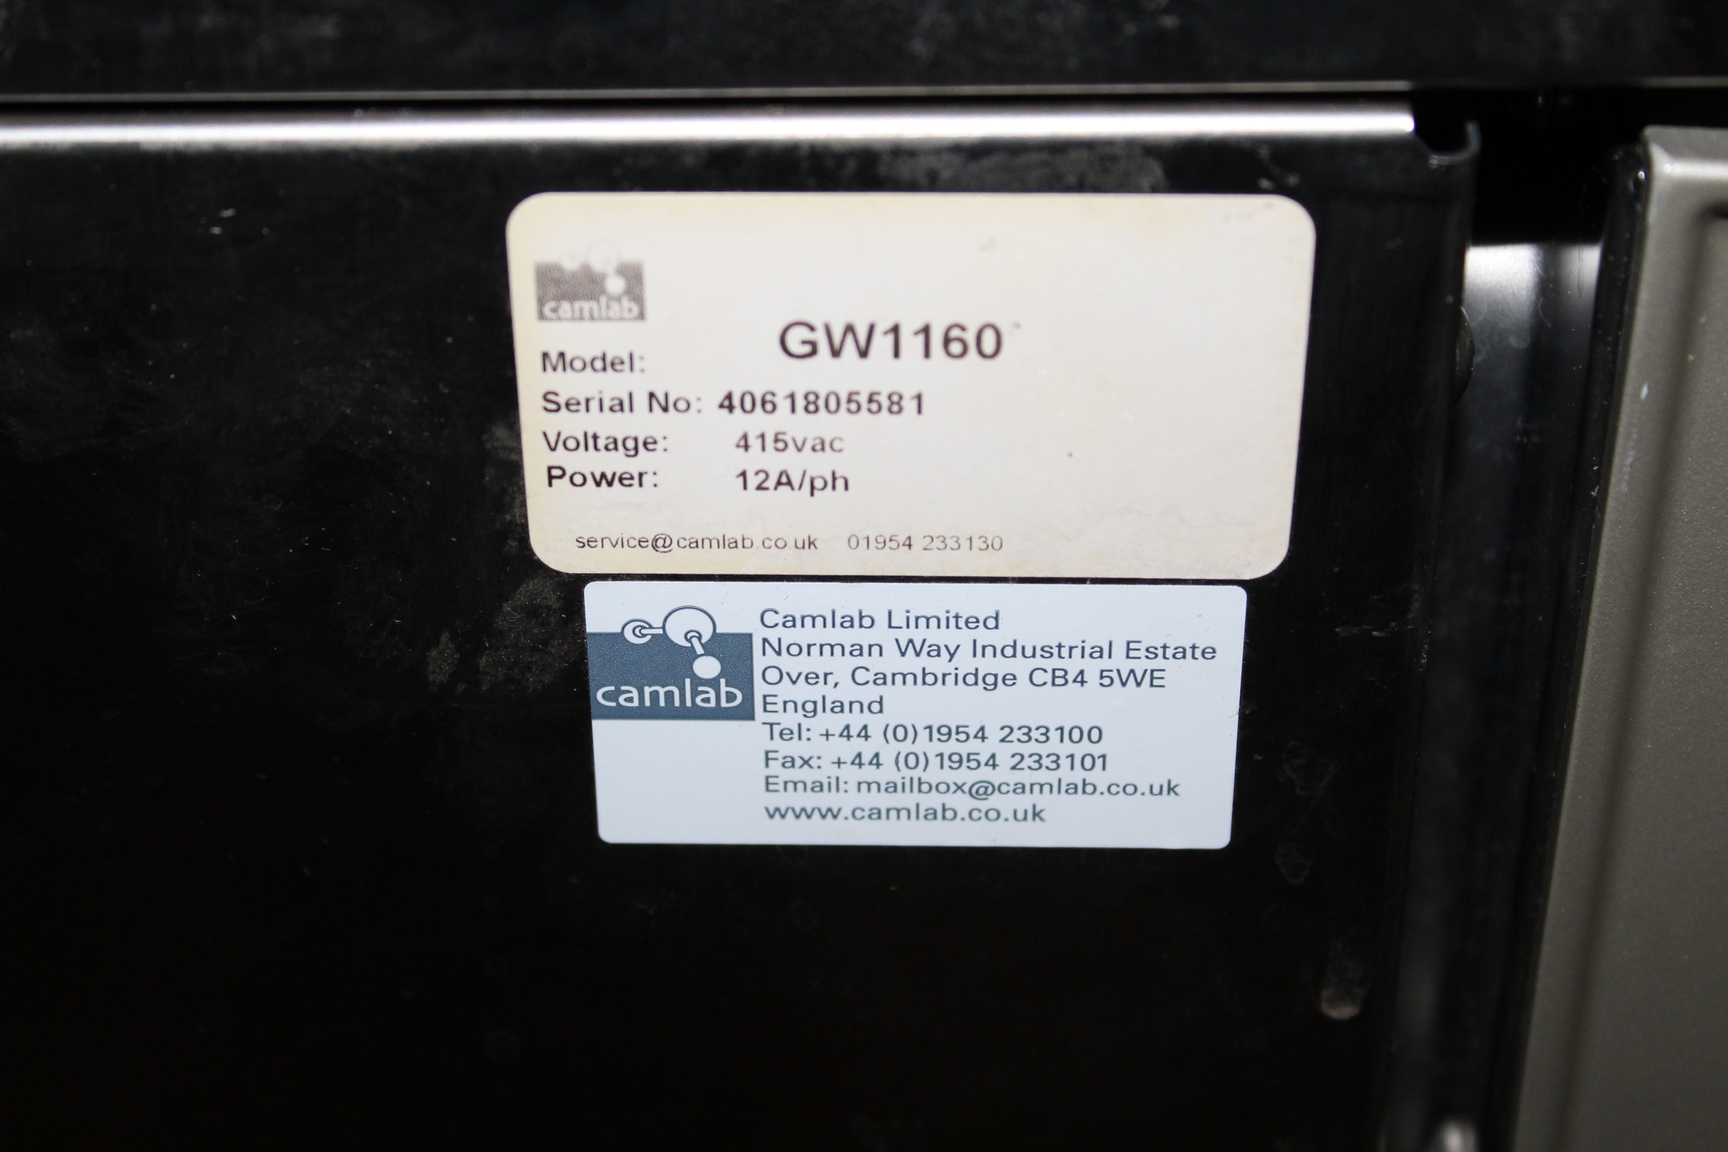 camlab
Model: GW1160
Serial No: 4061805581
Voltage: 415vac
Power: 12A/ph
service@camlab.co.uk 01954 233130
camlab
Camlab Limited
Norman Way Industrial Estate
Over, Cambridge CB4 5WE
England
Tel: +44 (0)1954 233100
Fax: +44 (0)1954 233101
Email: mailbox@camlab.co.uk
www.camlab.co.uk